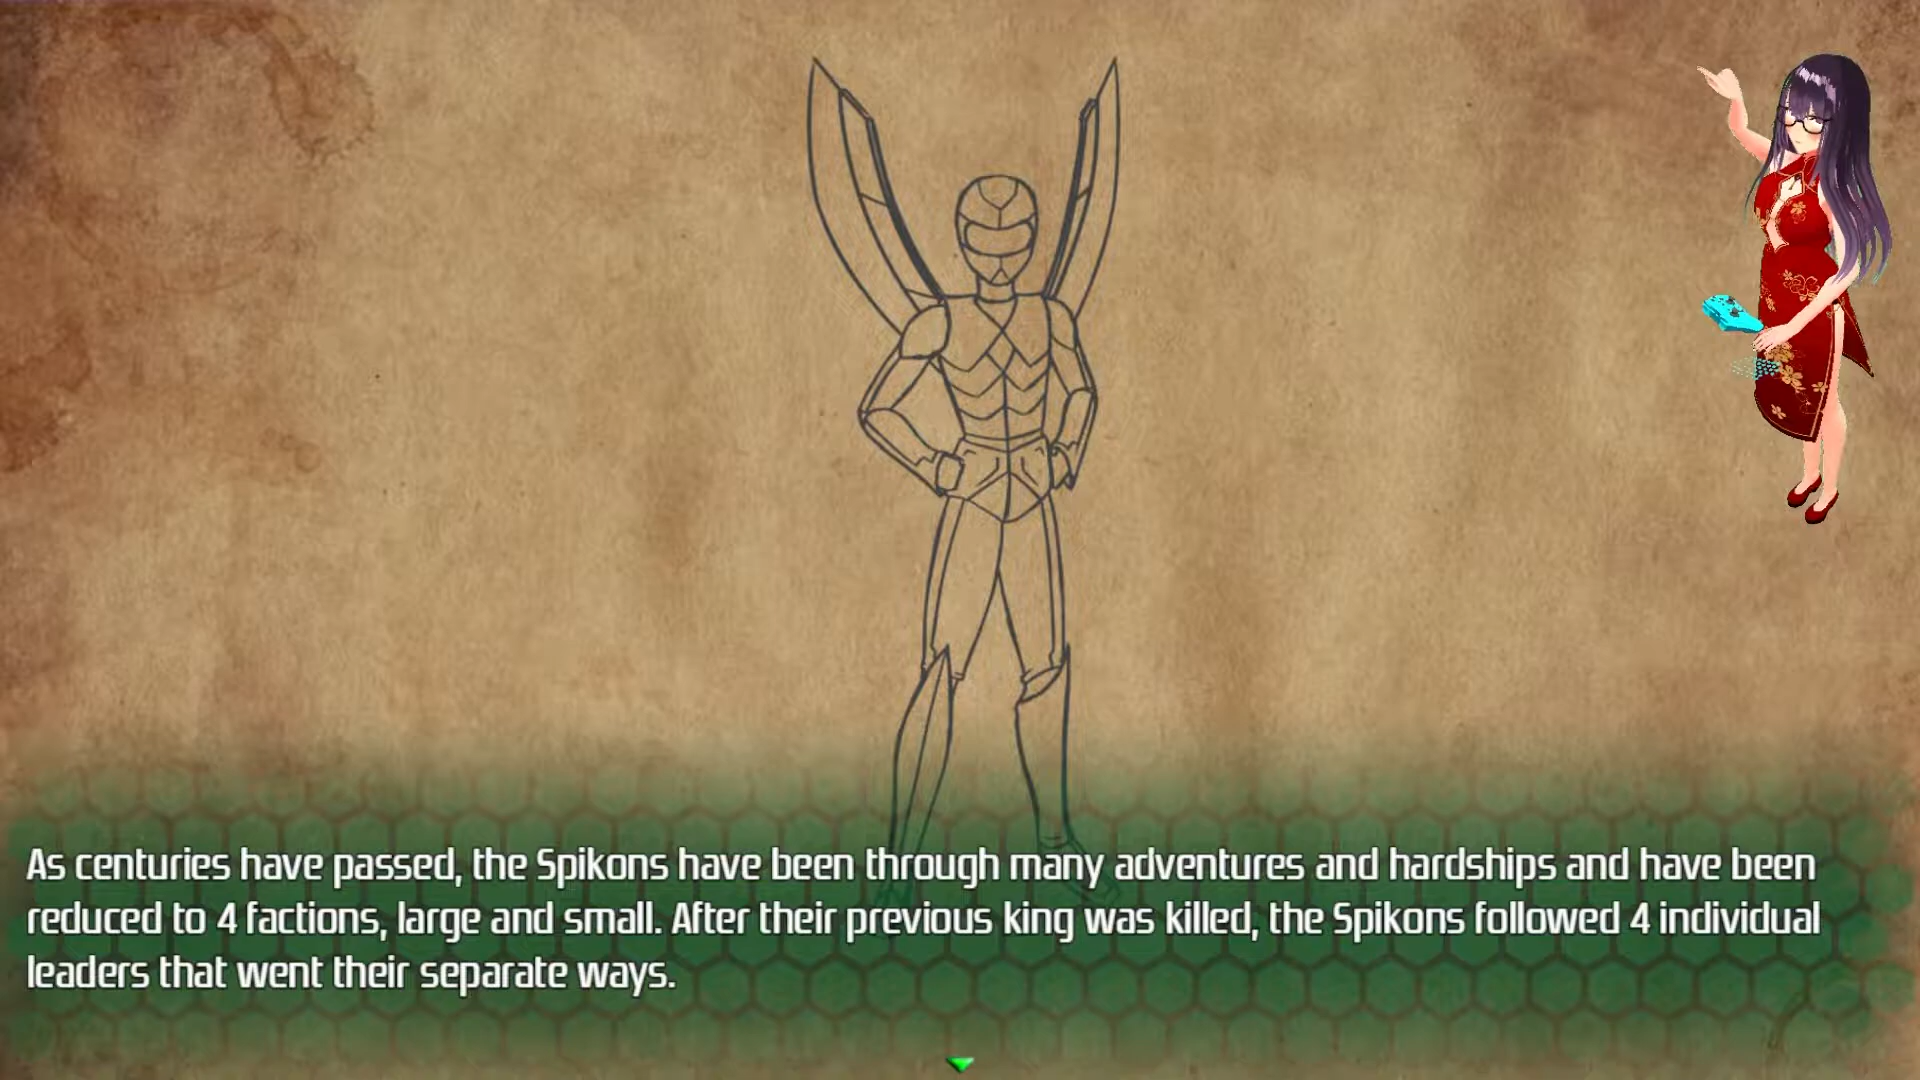 As centuries have passed, the Spikons have been through many adventures and hardships and have been
reduced to 4 factions, large and small. After their previous king was killed, the Spikons followed 4 individual
leaders that went their separate ways.